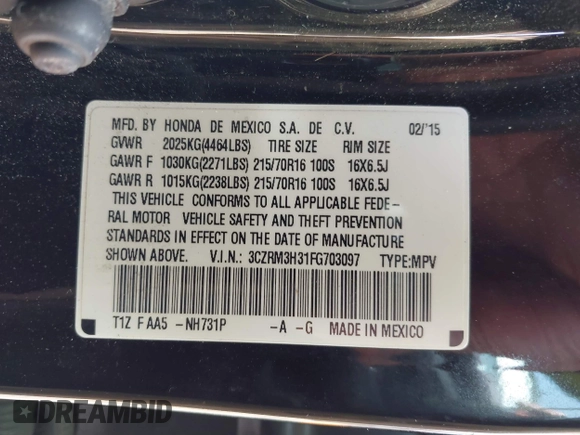 MFD. BY HONDA DE MEXICO S.A. DE C.V. 02/'15
GVWR 2025KG(4464LBS) TIRE SIZE RIM SIZE
GAWR F 1030KG(2271LBS) 215/70R16 100S 16X6.5J
GAWR R 1015KG(2238LBS) 215/70R16 100S 16X6.5J
THIS VEHICLE CONFORMS TO ALL APPLICABLE FEDE-
RAL MOTOR VEHICLE SAFETY AND THEFT PREVENTION
STANDARDS IN EFFECT ON THE DATE OF MANUFACTURE
SHOWN ABOVE. V.I.N.: 3CZRM3H31FG703097 TYPE:MPV
T1Z F AA5 -NH731P -A -G MADE IN MEXICO
DREAMBID